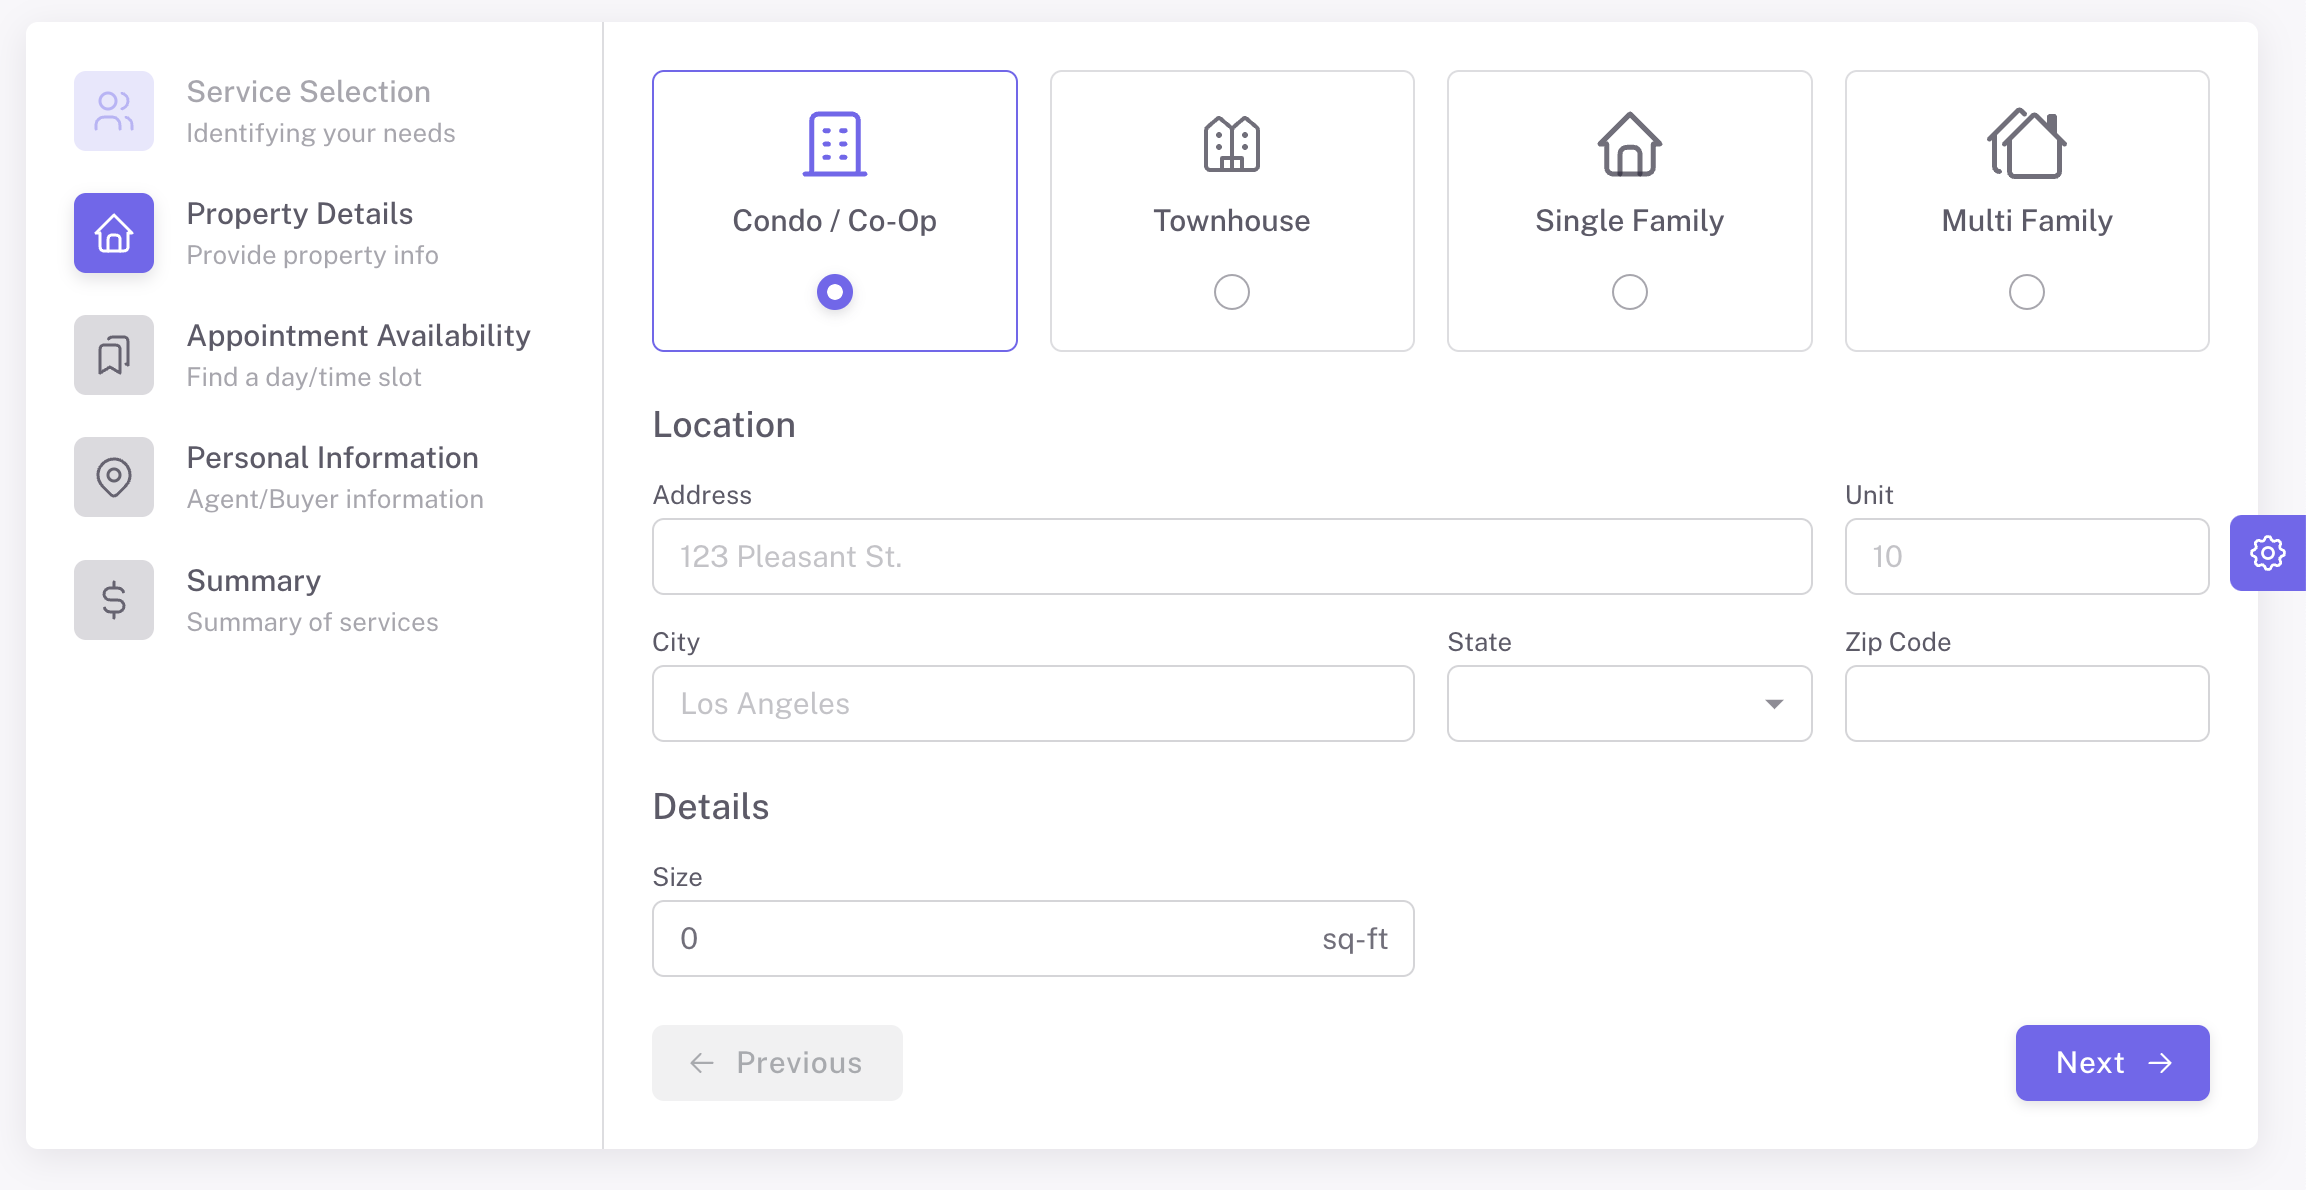 Service Selection
Identifying your needs
Property Details
Provide property info
Appointment Availability
Find a day/time slot
Personal Information
Agent/Buyer information
Summary
Summary of services
Condo / Co-Op
Townhouse
Single Family
Multi Family
Location
Address
Unit
123 Pleasant St.
10
City
State
Zip Code
Los Angeles
Details
Size
0 sq-ft
Previous
Next